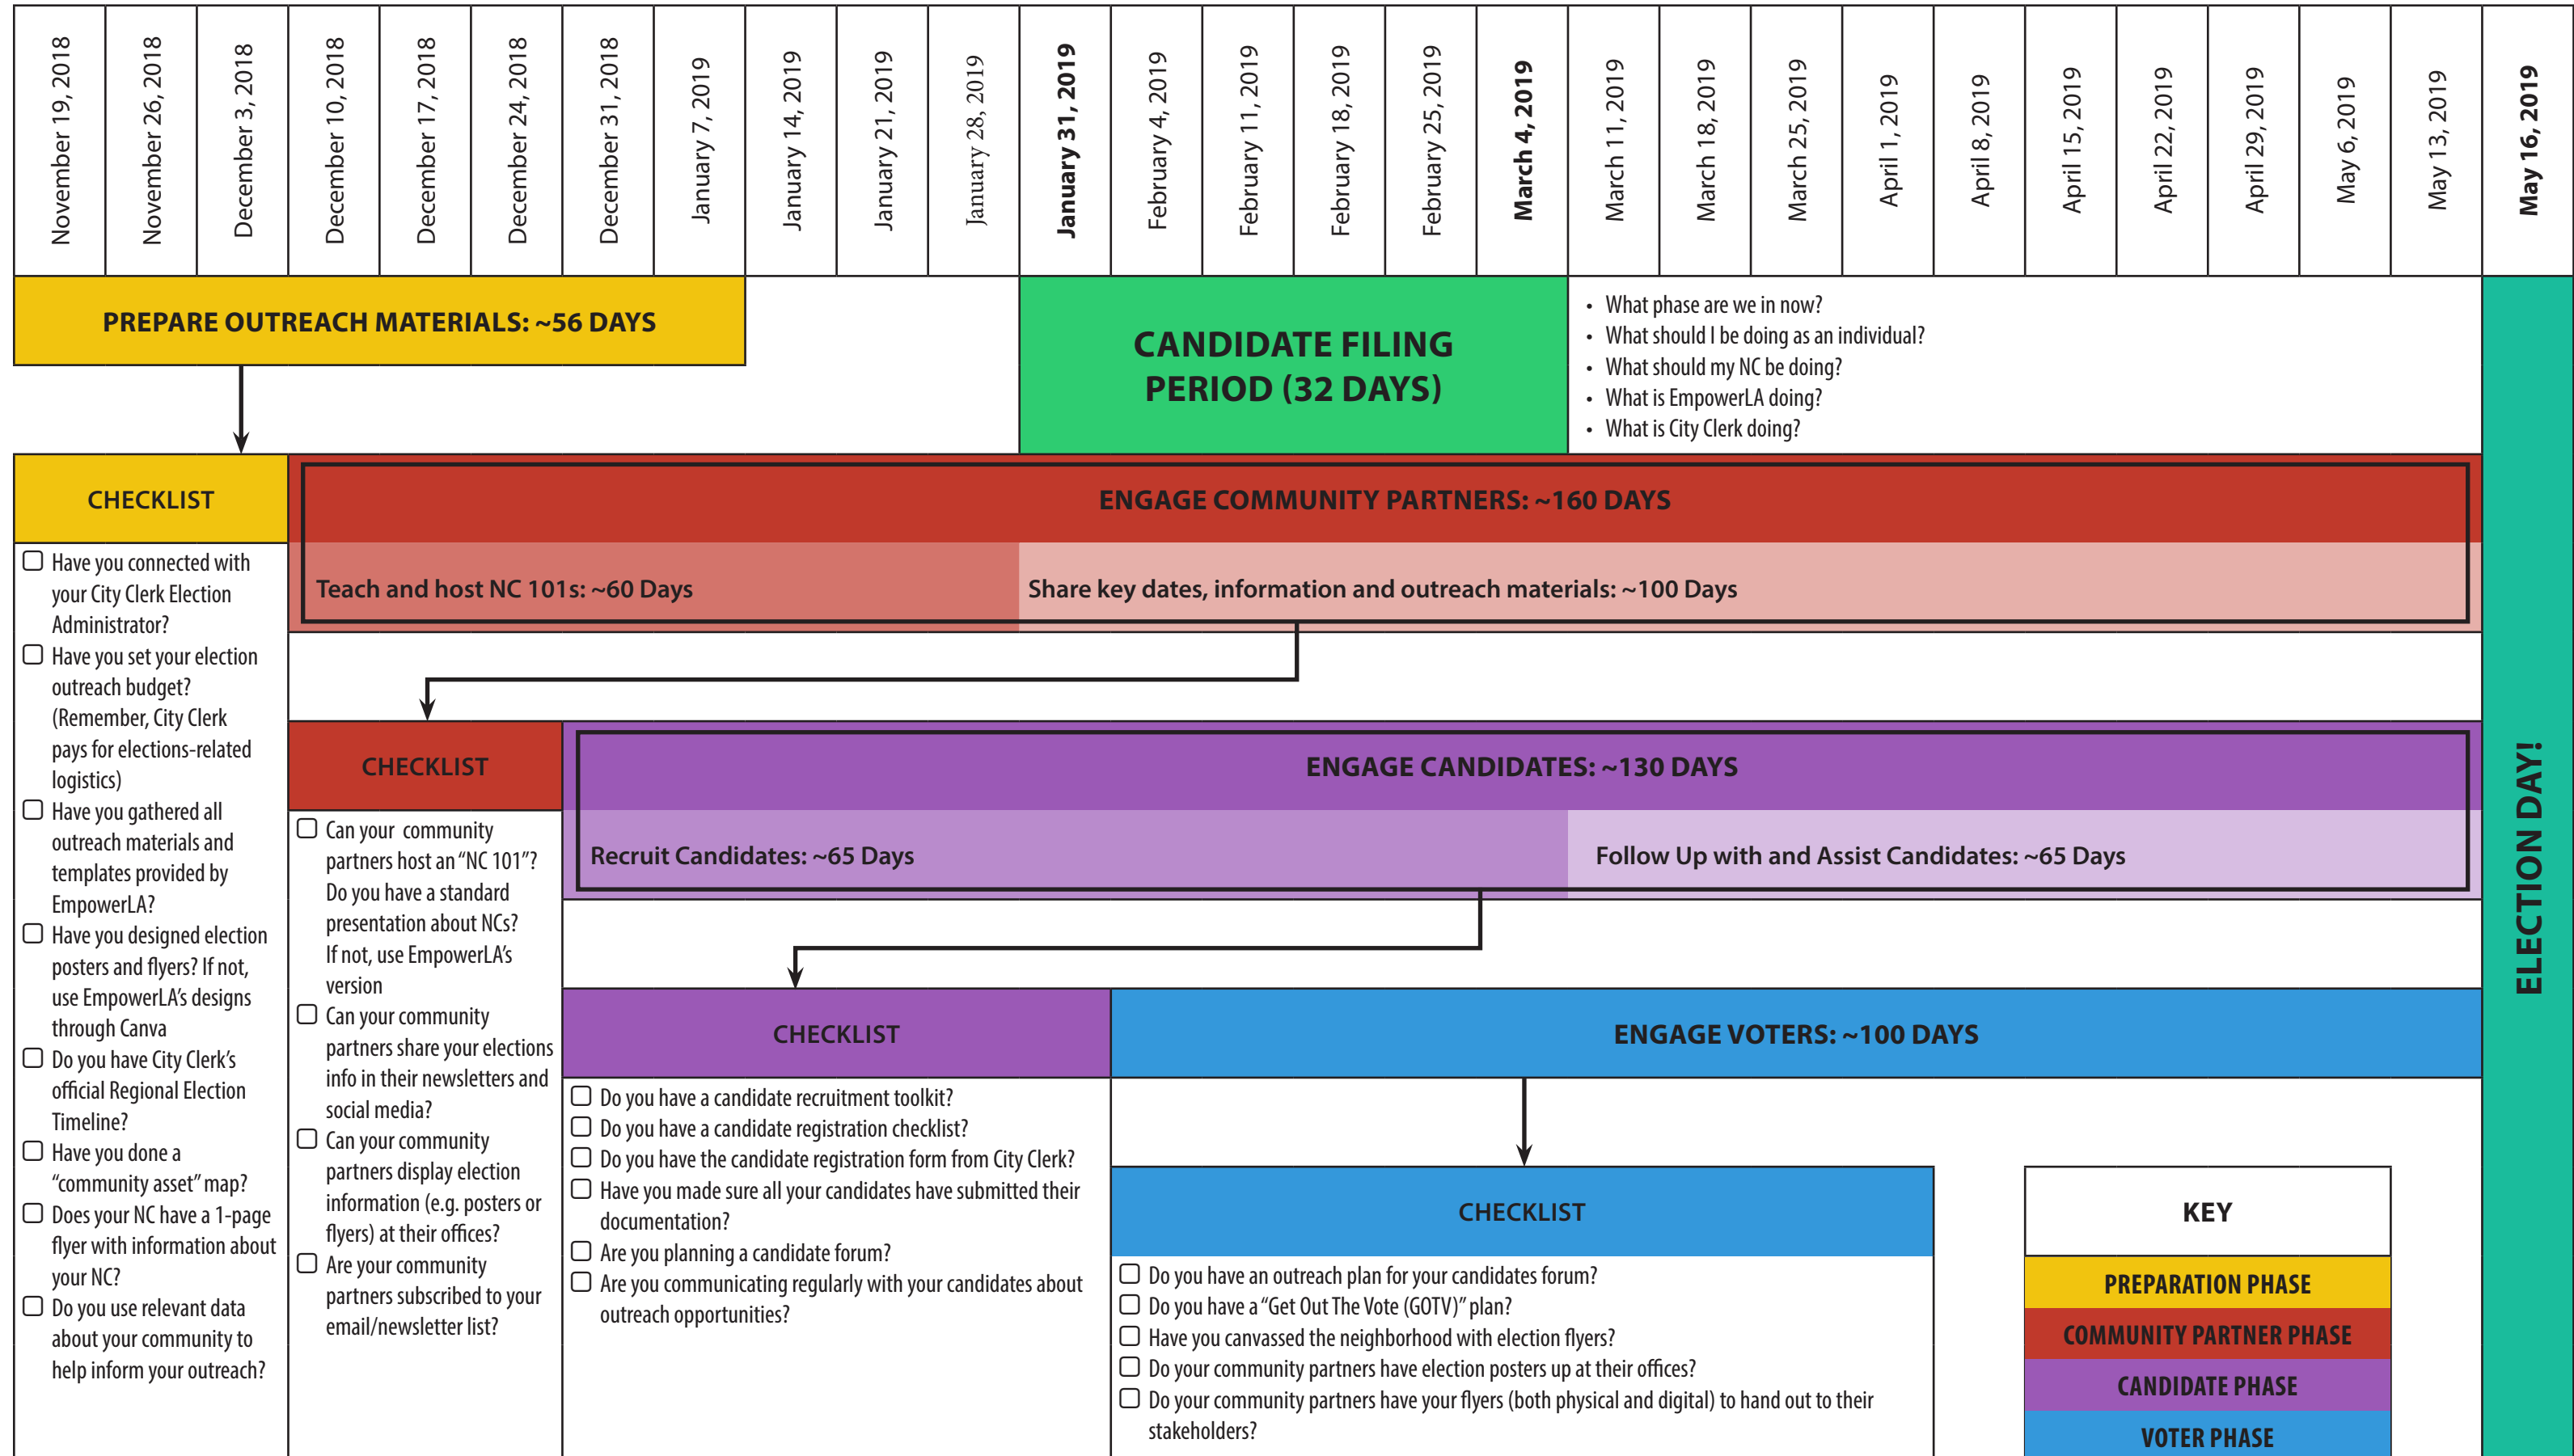 November 19, 2018
November 26, 2018
December 3, 2018
December 10, 2018
December 17, 2018
December 24, 2018
December 31, 2018
January 7, 2019
January 14, 2019
January 21, 2019
January 28, 2019
January 31, 2019
February 4, 2019
February 11, 2019
February 18, 2019
February 25, 2019
March 4, 2019
March 11, 2019
March 18, 2019
March 25, 2019
April 1, 2019
April 8, 2019
April 15, 2019
April 22, 2019
April 29, 2019
May 6, 2019
May 13, 2019
May 16, 2019
PREPARE OUTREACH MATERIALS: ~56 DAYS
CANDIDATE FILING
PERIOD (32 DAYS)
• What phase are we in now?
• What should I be doing as an individual?
• What should my NC be doing?
• What is EmpowerLA doing?
• What is City Clerk doing?
ELECTION DAY!
CHECKLIST
Have you connected with
your City Clerk Election
Administrator?
Have you set your election
outreach budget?
(Remember, City Clerk
pays for elections-related
logistics)
Have you gathered all
outreach materials and
templates provided by
EmpowerLA?
Have you designed election
posters and flyers? If not,
use EmpowerLA's designs
through Canva
Do you have City Clerk's
official Regional Election
Timeline?
Have you done a
"community asset" map?
Does your NC have a 1-page
flyer with information about
your NC?
Do you use relevant data
about your community to
help inform your outreach?
ENGAGE COMMUNITY PARTNERS: ~160 DAYS
Teach and host NC 101s: ~60 Days
Share key dates, information and outreach materials: ~100 Days
CHECKLIST
Can your community
partners host an "NC 101"?
Do you have a standard
presentation about NCs?
If not, use EmpowerLA's
version
Can your community
partners share your elections
info in their newsletters and
social media?
Can your community
partners display election
information (e.g. posters or
flyers) at their offices?
Are your community
partners subscribed to your
email/newsletter list?
ENGAGE CANDIDATES: ~130 DAYS
Recruit Candidates: ~65 Days
Follow Up with and Assist Candidates: ~65 Days
CHECKLIST
Do you have a candidate recruitment toolkit?
Do you have a candidate registration checklist?
Do you have the candidate registration form from City Clerk?
Have you made sure all your candidates have submitted their
documentation?
Are you planning a candidate forum?
Are you communicating regularly with your candidates about
outreach opportunities?
ENGAGE VOTERS: ~100 DAYS
CHECKLIST
Do you have an outreach plan for your candidates forum?
Do you have a "Get Out The Vote (GOTV)" plan?
Have you canvassed the neighborhood with election flyers?
Do your community partners have election posters up at their offices?
Do your community partners have your flyers (both physical and digital) to hand out to their
stakeholders?
KEY
PREPARATION PHASE
COMMUNITY PARTNER PHASE
CANDIDATE PHASE
VOTER PHASE